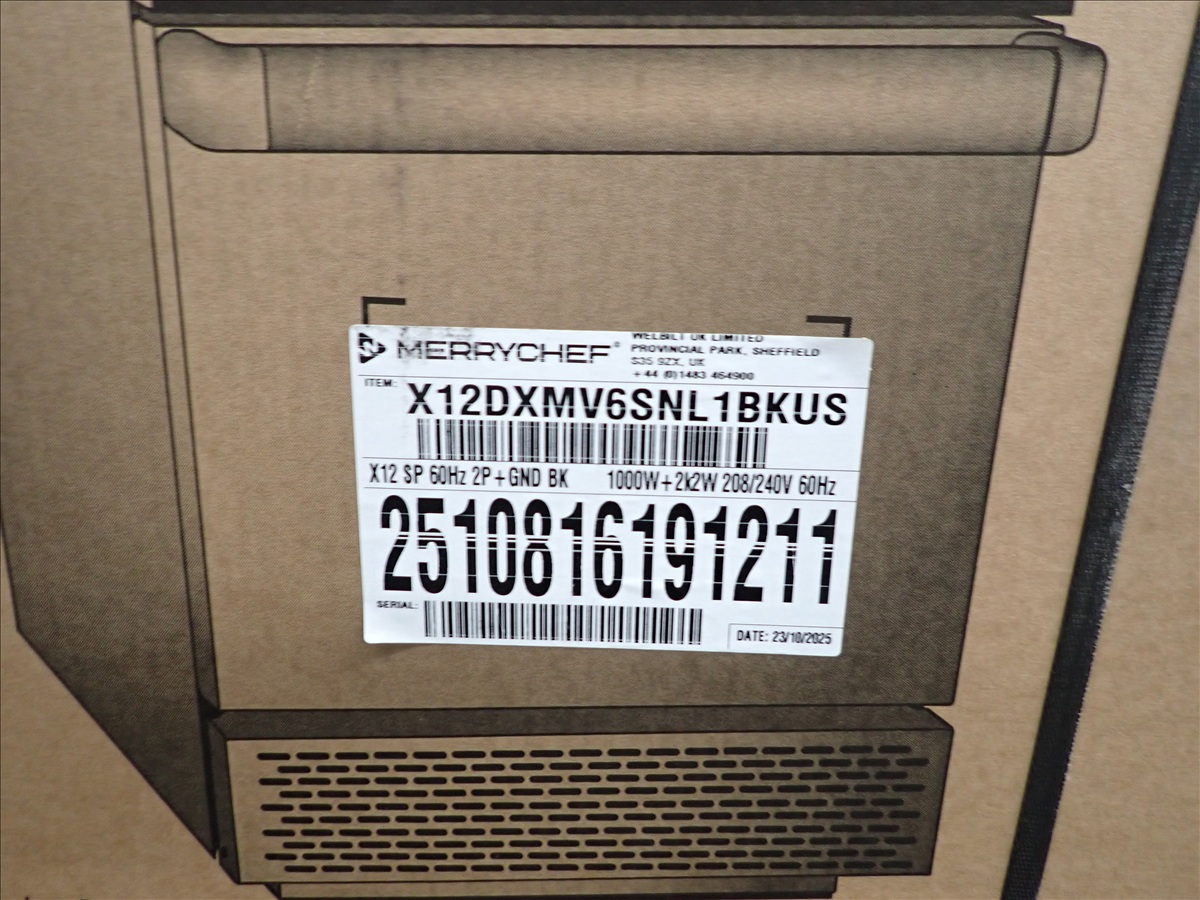 MERRYCHEF®
WELBILT UK LIMITED
PROVINCIAL PARK, SHEFFIELD
S35 9ZX, UK
+44 (0)1483 464900
ITEM:
X12DXMV6SNL1BKUS
X12 SP 60Hz 2P+GND BK 1000W+2k2W 208/240V 60Hz
2510816191211
SERIAL:
DATE: 23/10/2025